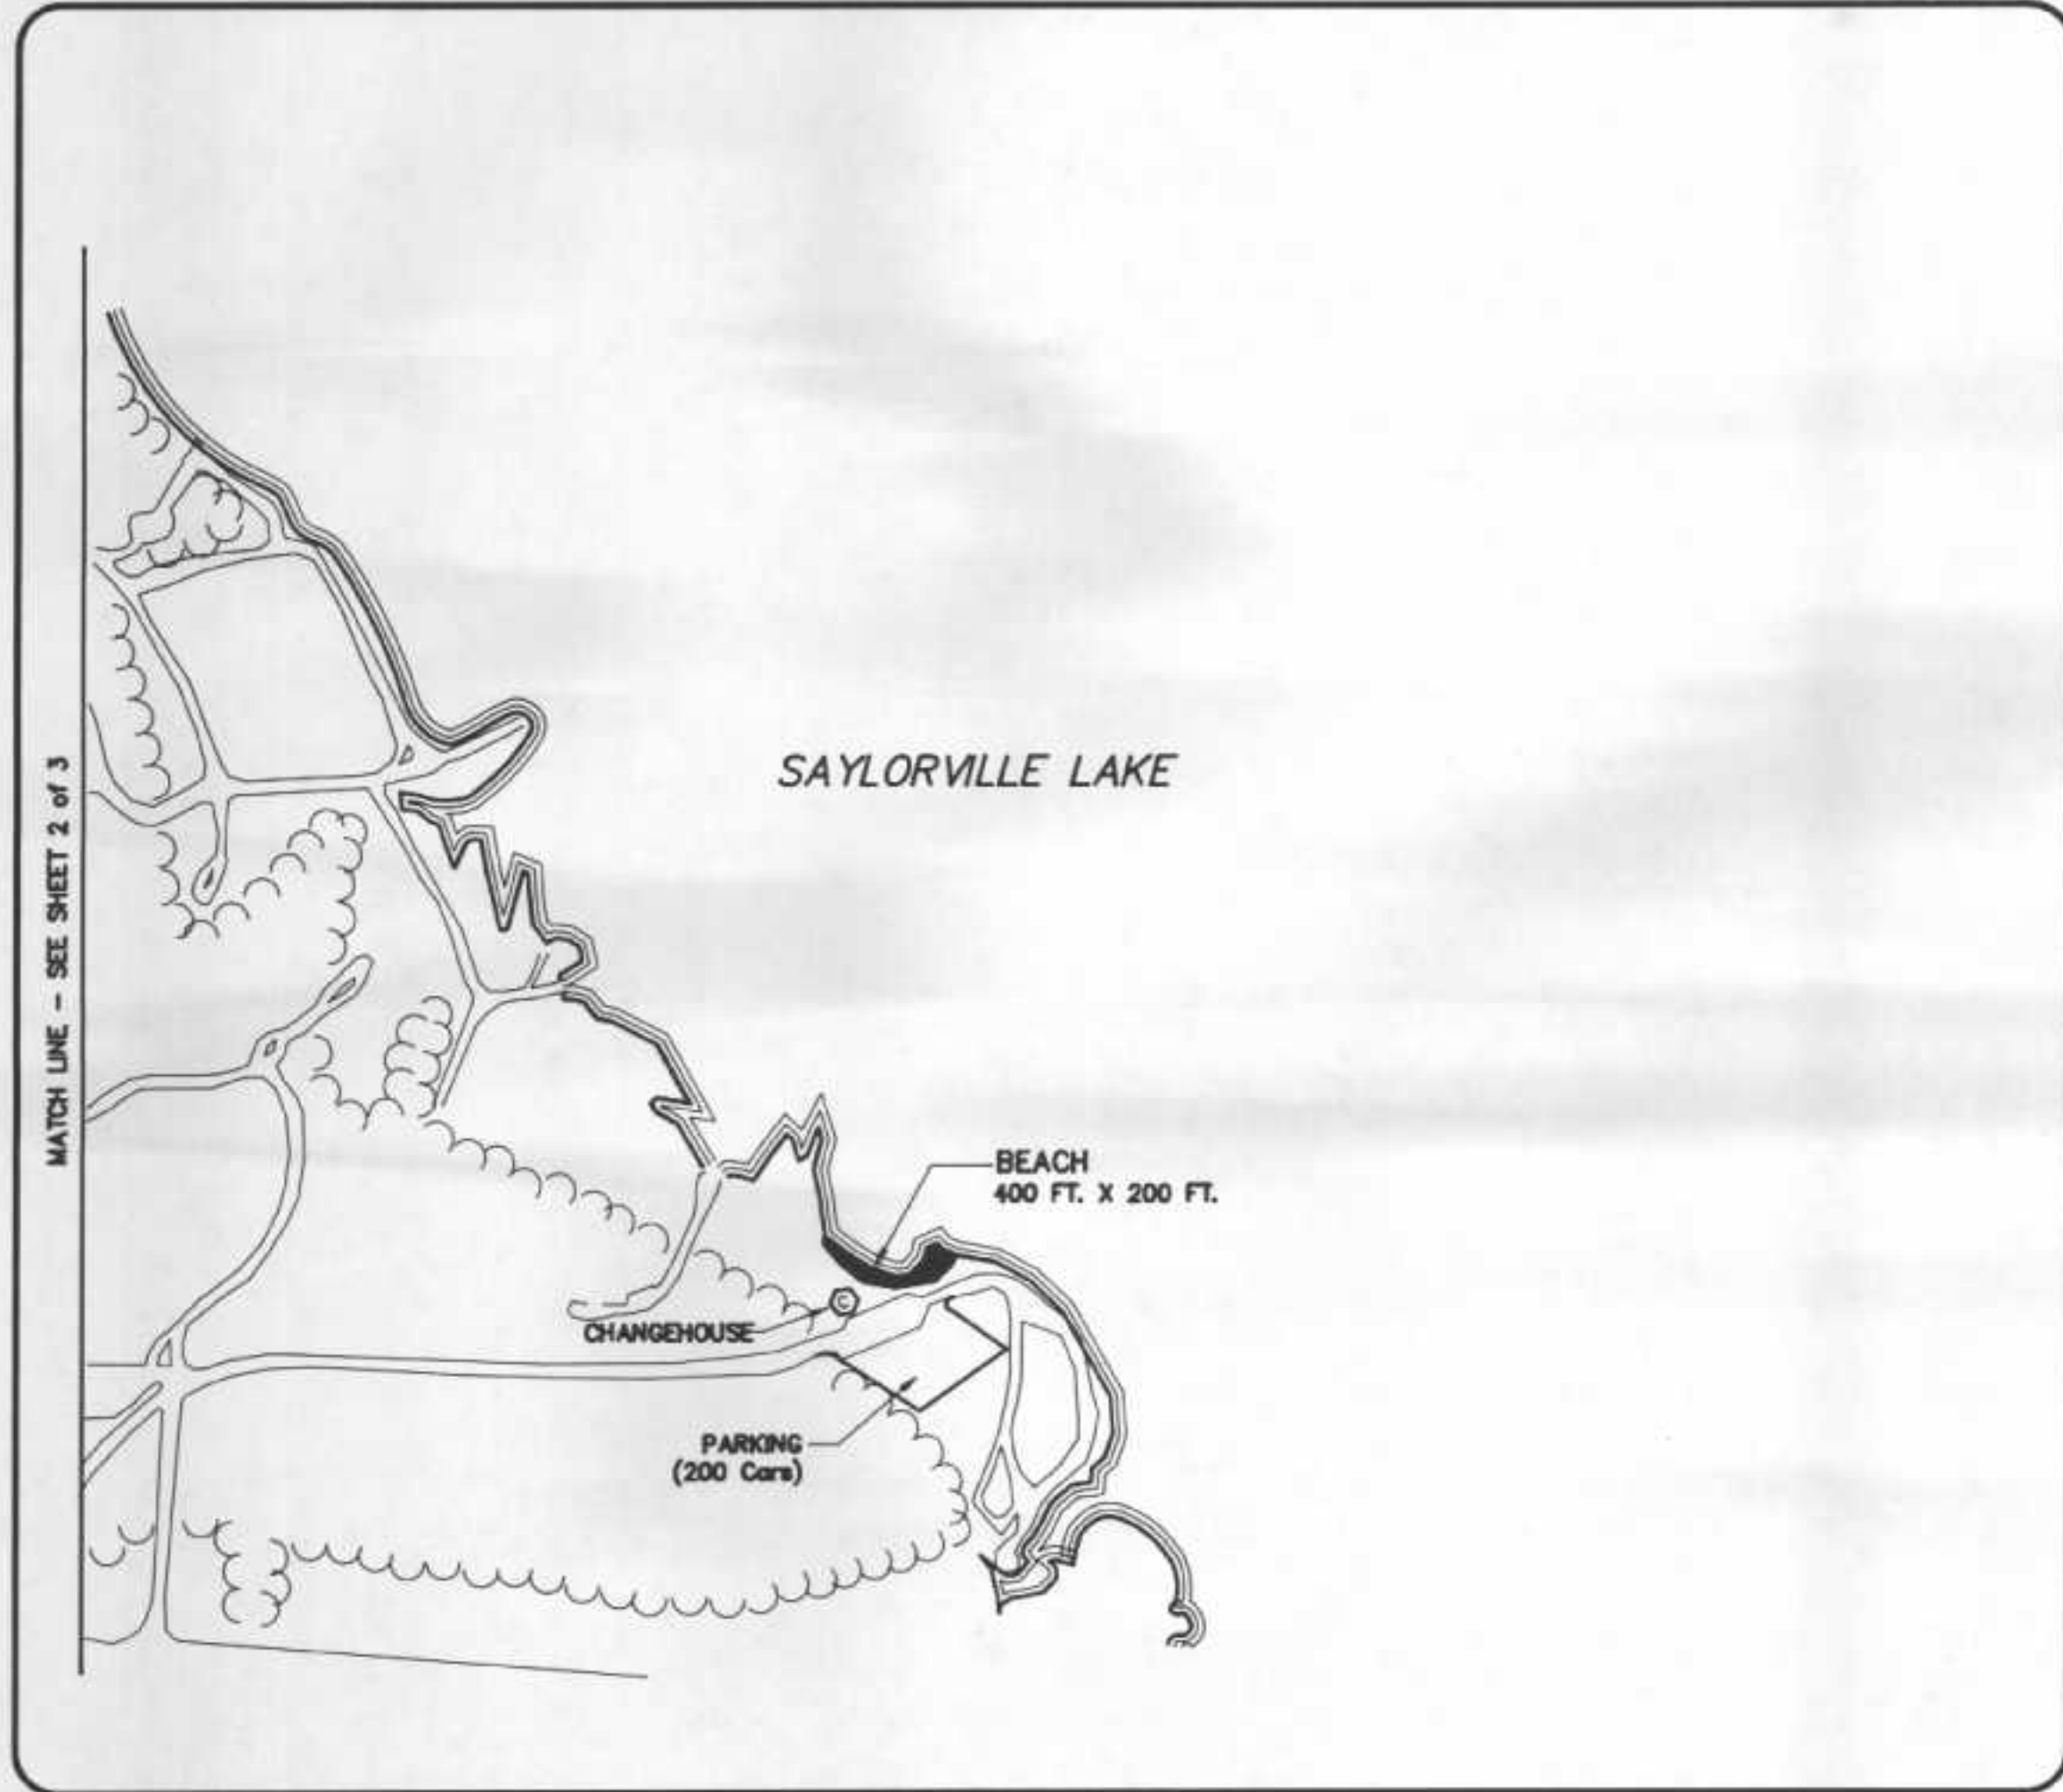 MATCH LINE - SEE SHEET 2 of 3
SAYLORVILLE LAKE
BEACH
400 FT. X 200 FT.
C
CHANGEHOUSE
PARKING
(200 Cars)